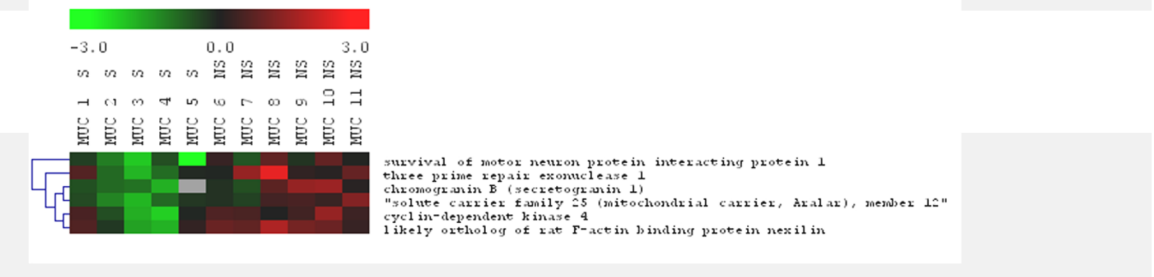 -3.0 0.0 3.0
MUC 1 S
MUC 2 S
MUC 3 S
MUC 4 S
MUC 5 S
MUC 6 NS
MUC 7 NS
MUC 8 NS
MUC 9 NS
MUC 10 NS
MUC 11 NS
survival of motor neuron protein interacting protein 1
three prime repair exonuclease 1
chromogranin B (secretogranin 1)
"solute carrier family 25 (mitochondrial carrier, Aralar), member 12"
cyclin-dependent kinase 4
likely ortholog of rat F-actin binding protein nexilin